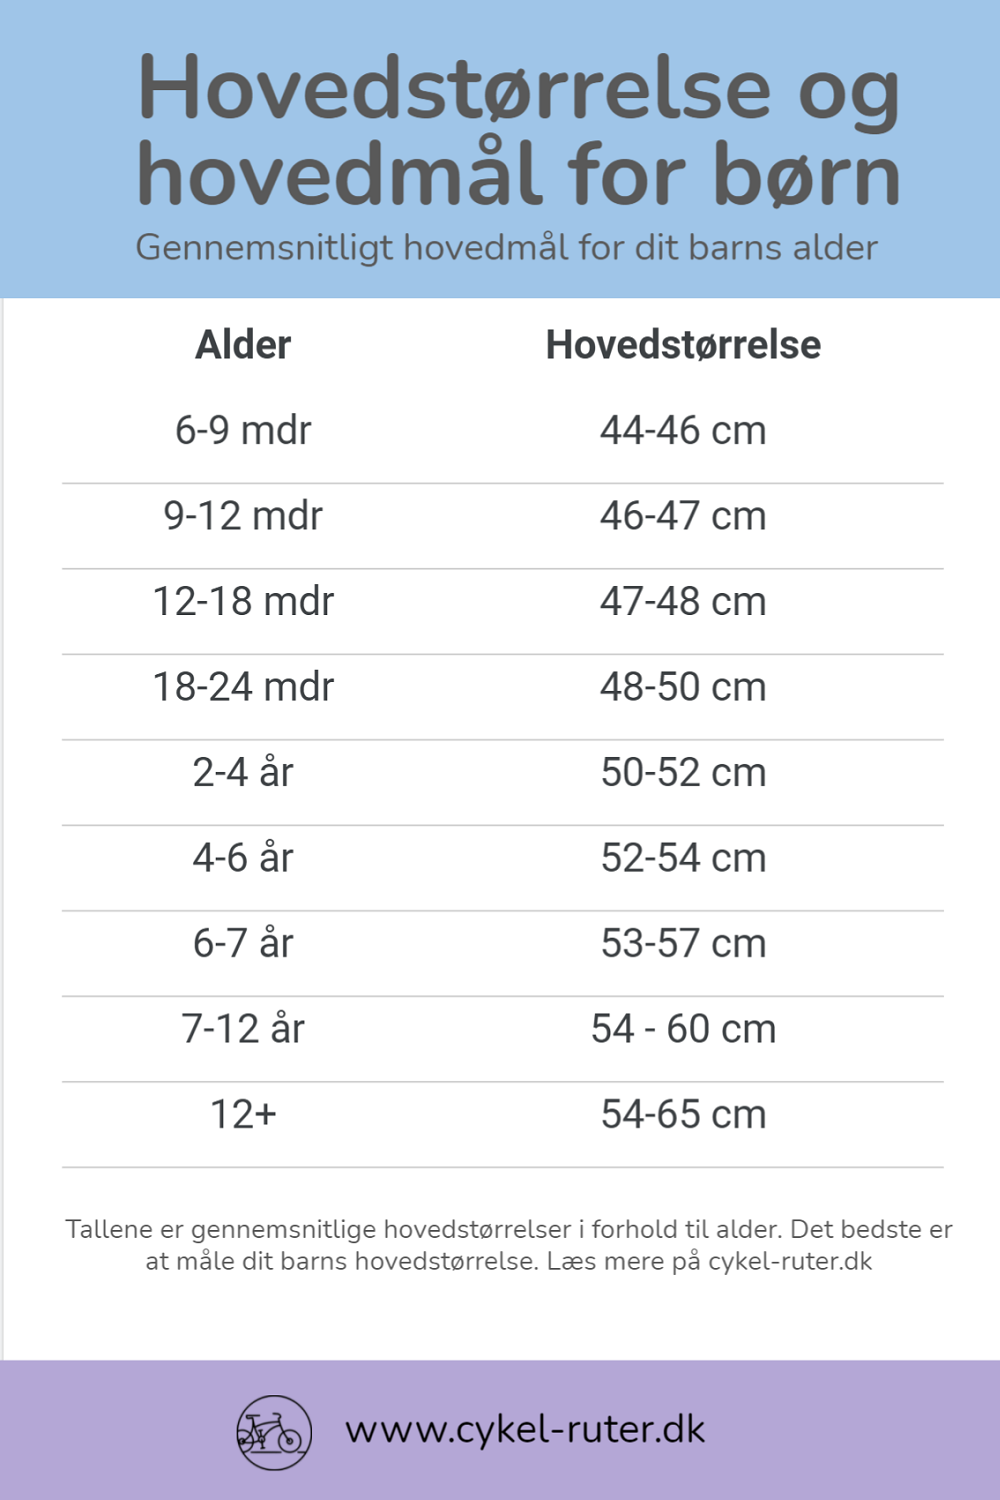 Hovedstørrelse og
hovedmål for børn
Gennemsnitligt hovedmål for dit barns alder
Alder Hovedstørrelse
6-9 mdr 44-46 cm
9-12 mdr 46-47 cm
12-18 mdr 47-48 cm
18-24 mdr 48-50 cm
2-4 år 50-52 cm
4-6 år 52-54 cm
6-7 år 53-57 cm
7-12 år 54 - 60 cm
12+ 54-65 cm
Tallene er gennemsnitlige hovedstørrelser i forhold til alder. Det bedste er
at måle dit barns hovedstørrelse. Læs mere på cykel-ruter.dk
www.cykel-ruter.dk